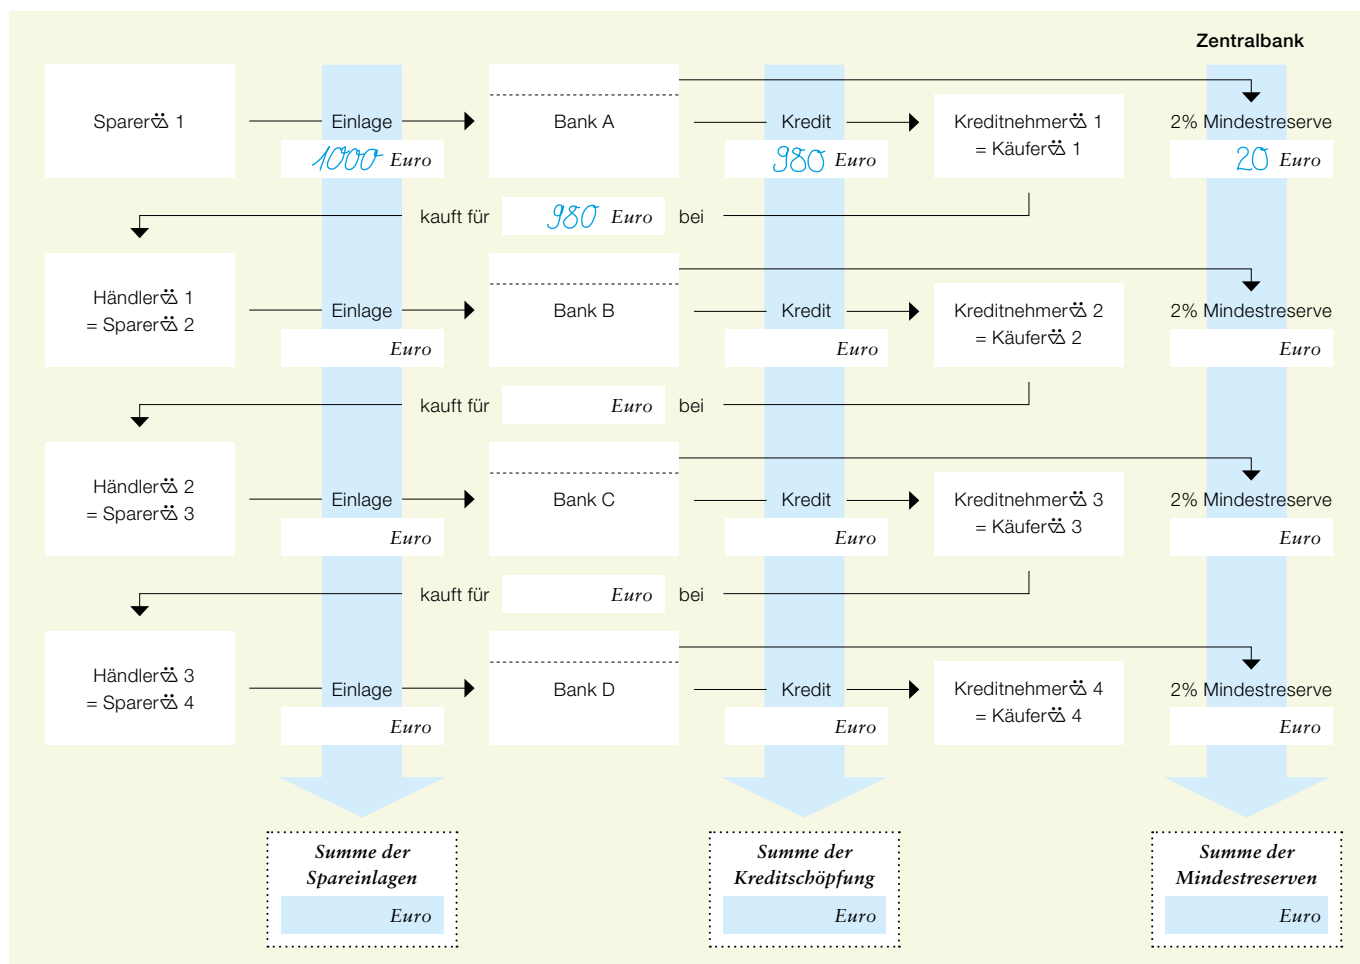 Zentralbank
Sparer 1
Einlage
Bank A
Kredit
Kreditnehmer 1
= Käufer 1
2% Mindestreserve
1000 Euro
980 Euro
20 Euro
kauft für 980 Euro bei
Händler 1
= Sparer 2
Einlage
Bank B
Kredit
Kreditnehmer 2
= Käufer 2
2% Mindestreserve
Euro
Euro
Euro
kauft für Euro bei
Händler 2
= Sparer 3
Einlage
Bank C
Kredit
Kreditnehmer 3
= Käufer 3
2% Mindestreserve
Euro
Euro
Euro
kauft für Euro bei
Händler 3
= Sparer 4
Einlage
Bank D
Kredit
Kreditnehmer 4
= Käufer 4
2% Mindestreserve
Euro
Euro
Euro
Summe der
Spareinlagen
Euro
Summe der
Kreditschöpfung
Euro
Summe der
Mindestreserven
Euro